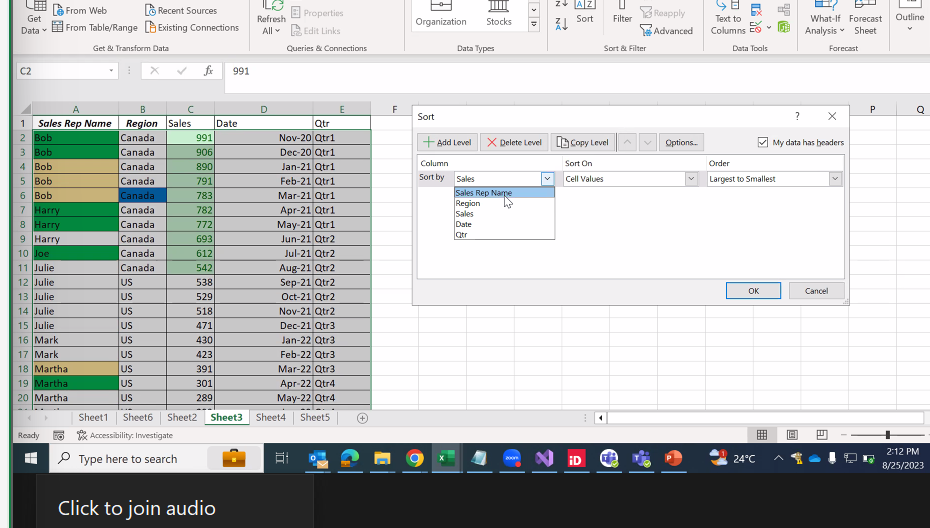 Get
Data
From Web
From Table/Range
Recent Sources
Existing Connections
Get & Transform Data
Refresh
All
Properties
Edit Links
Queries & Connections
Organization
Stocks
Data Types
Sort
Filter
Reapply
Advanced
Sort & Filter
Text to
Columns
Data Tools
What-If
Analysis
Forecast
Sheet
Forecast
Outline
C2
fx
991
A B C D E F P Q
1 Sales Rep Name Region Sales Date Qtr
2 Bob Canada 991 Nov-20 Qtr1
3 Bob Canada 906 Dec-20 Qtr1
4 Bob Canada 890 Jan-21 Qtr1
5 Bob Canada 791 Feb-21 Qtr1
6 Bob Canada 783 Mar-21 Qtr1
7 Harry Canada 782 Apr-21 Qtr1
8 Harry Canada 772 May-21 Qtr1
9 Harry Canada 693 Jun-21 Qtr2
10 Joe Canada 612 Jul-21 Qtr2
11 Julie Canada 542 Aug-21 Qtr2
12 Julie US 538 Sep-21 Qtr2
13 Julie US 529 Oct-21 Qtr2
14 Julie US 518 Nov-21 Qtr2
15 Julie US 471 Dec-21 Qtr3
16 Mark US 430 Jan-22 Qtr3
17 Mark US 423 Feb-22 Qtr3
18 Martha US 391 Mar-22 Qtr3
19 Martha US 301 Apr-22 Qtr4
20 Martha US 289 May-22 Qtr4
Sort ?
Add Level Delete Level Copy Level Options... My data has headers
Column Sort On Order
Sort by Sales Cell Values Largest to Smallest
Sales Rep Name
Region
Sales
Date
Qtr
OK Cancel
Sheet1 Sheet6 Sheet2 Sheet3 Sheet4 Sheet5
Ready Accessibility: Investigate
Type here to search
zoom
iD
24°C
2:12 PM
8/25/2023
Click to join audio